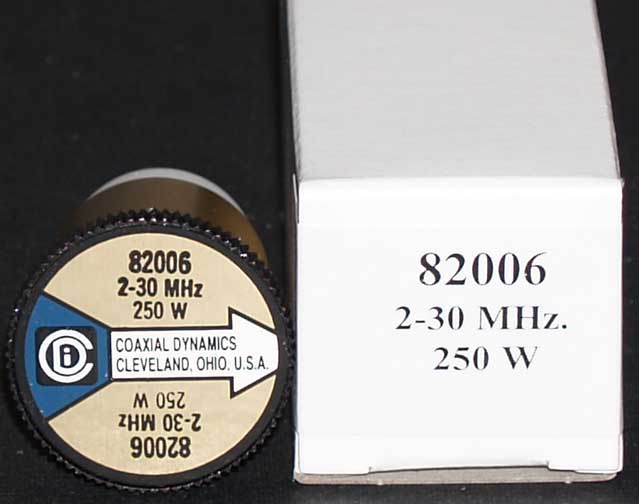 82006
2-30 MHz
250 W
COAXIAL DYNAMICS
CLEVELAND, OHIO, U.S.A.
250 W
2-30 MHz
82006
82006
2-30 MHz.
250 W